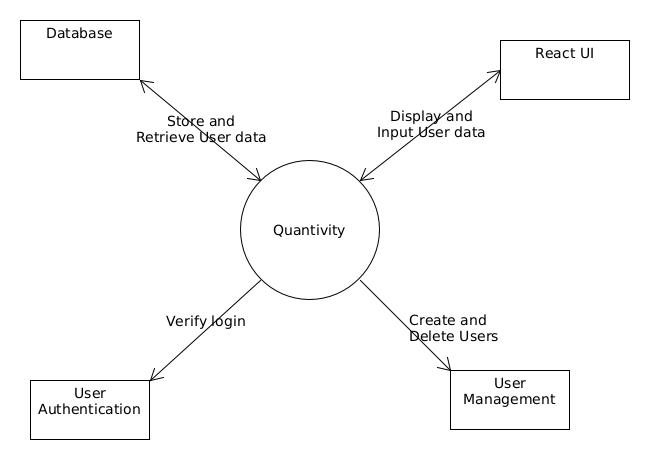 Database
React UI
Store and
Retrieve User data
Display and
Input User data
Quantivity
Verify login
Create and
Delete Users
User
Authentication
User
Management